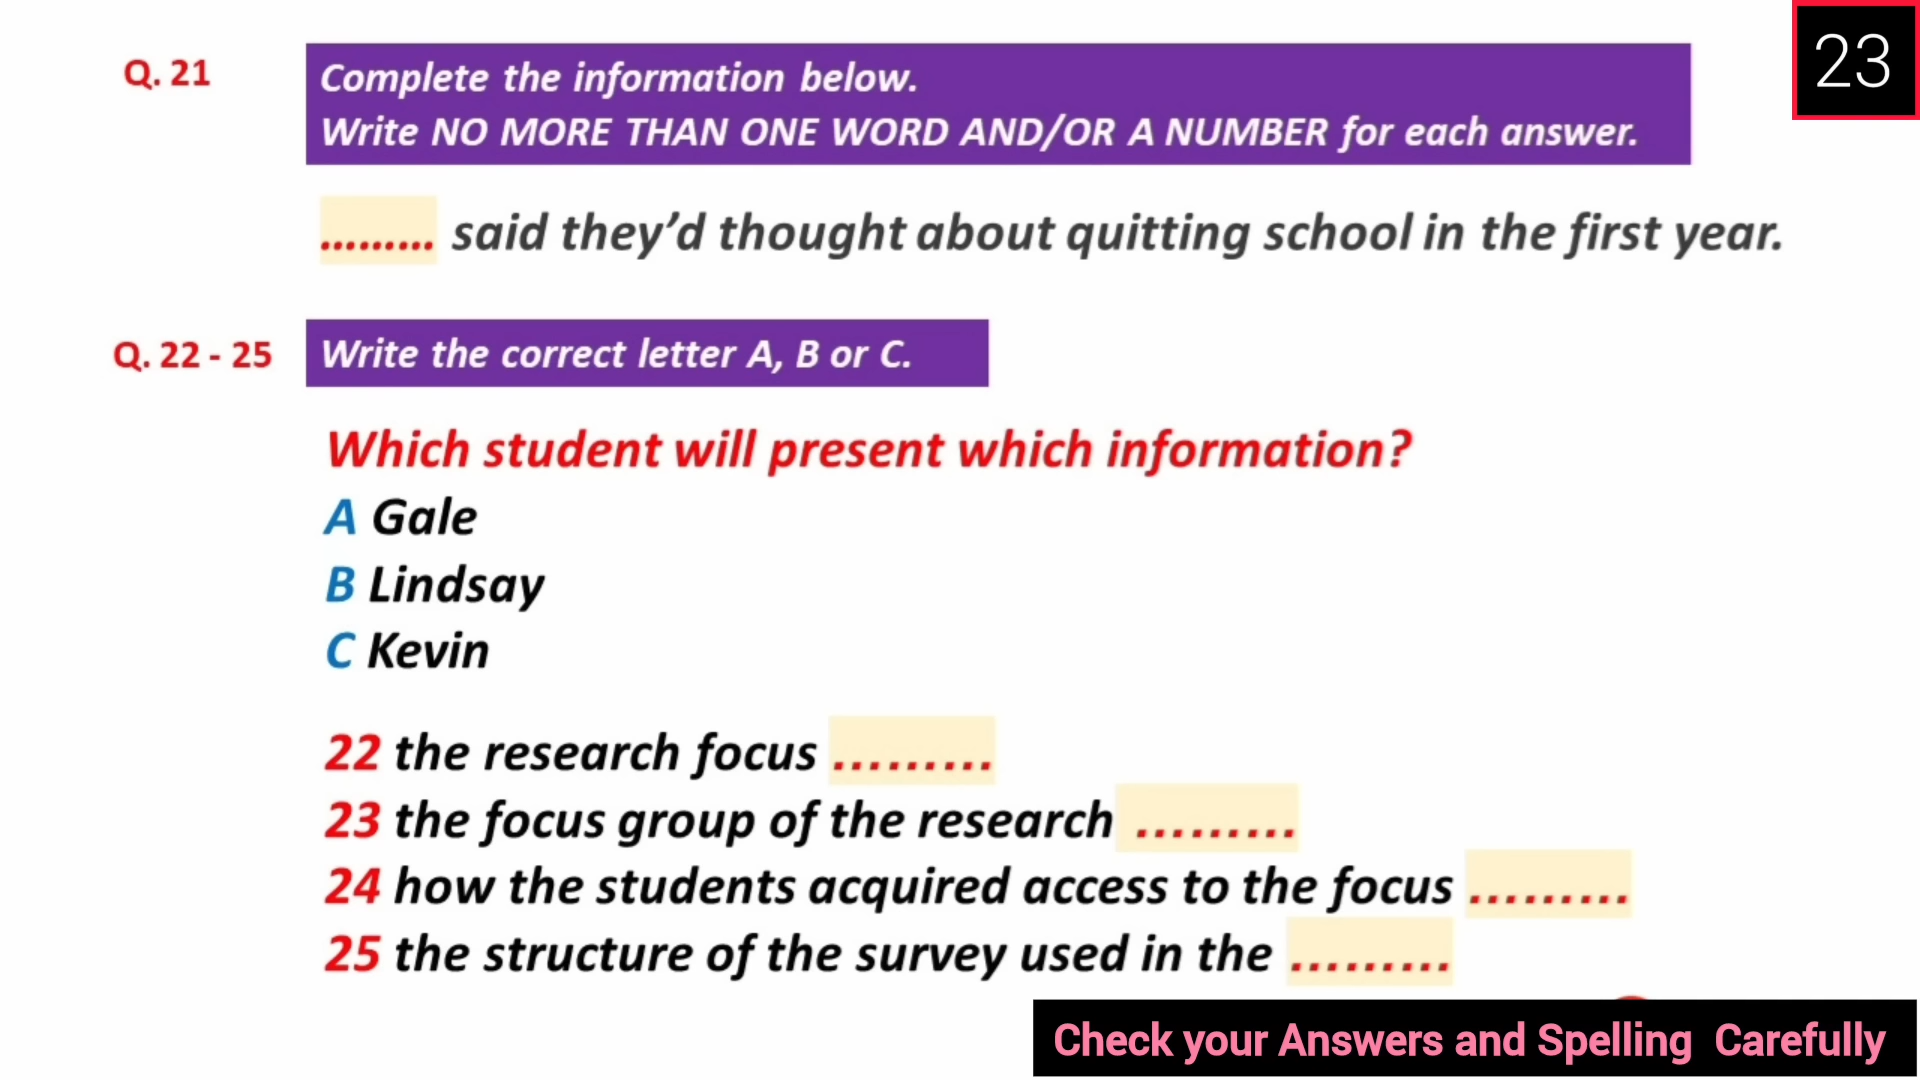 23
Q. 21
Complete the information below.
Write NO MORE THAN ONE WORD AND/OR A NUMBER for each answer.
......... said they’d thought about quitting school in the first year.
Q. 22 - 25
Write the correct letter A, B or C.
Which student will present which information?
A Gale
B Lindsay
C Kevin
22 the research focus .........
23 the focus group of the research .........
24 how the students acquired access to the focus .........
25 the structure of the survey used in the .........
Check your Answers and Spelling Carefully